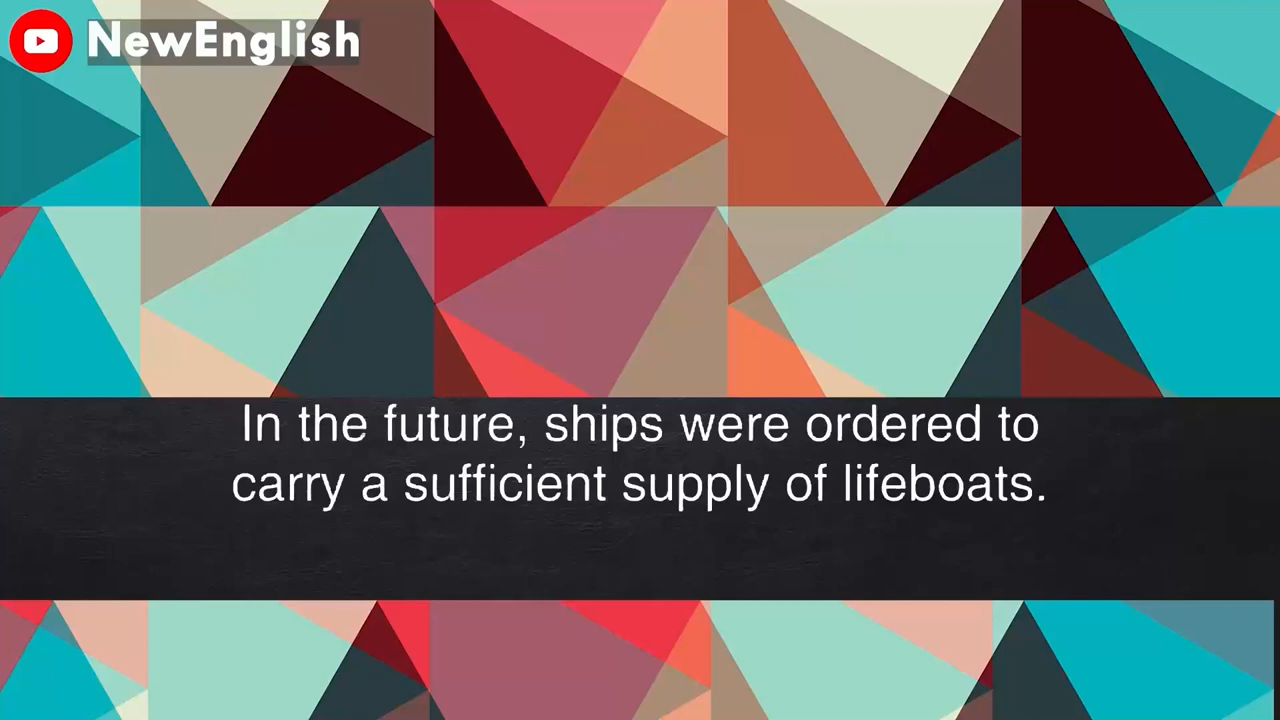 NewEnglish
In the future, ships were ordered to
carry a sufficient supply of lifeboats.